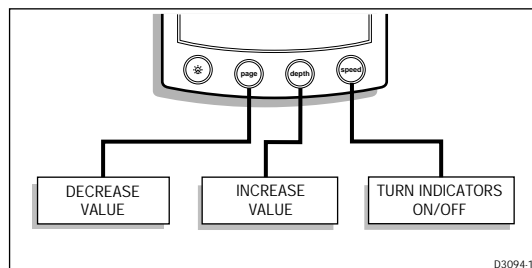 page
depth
speed
DECREASE
VALUE
INCREASE
VALUE
TURN INDICATORS
ON/OFF
D3094-1